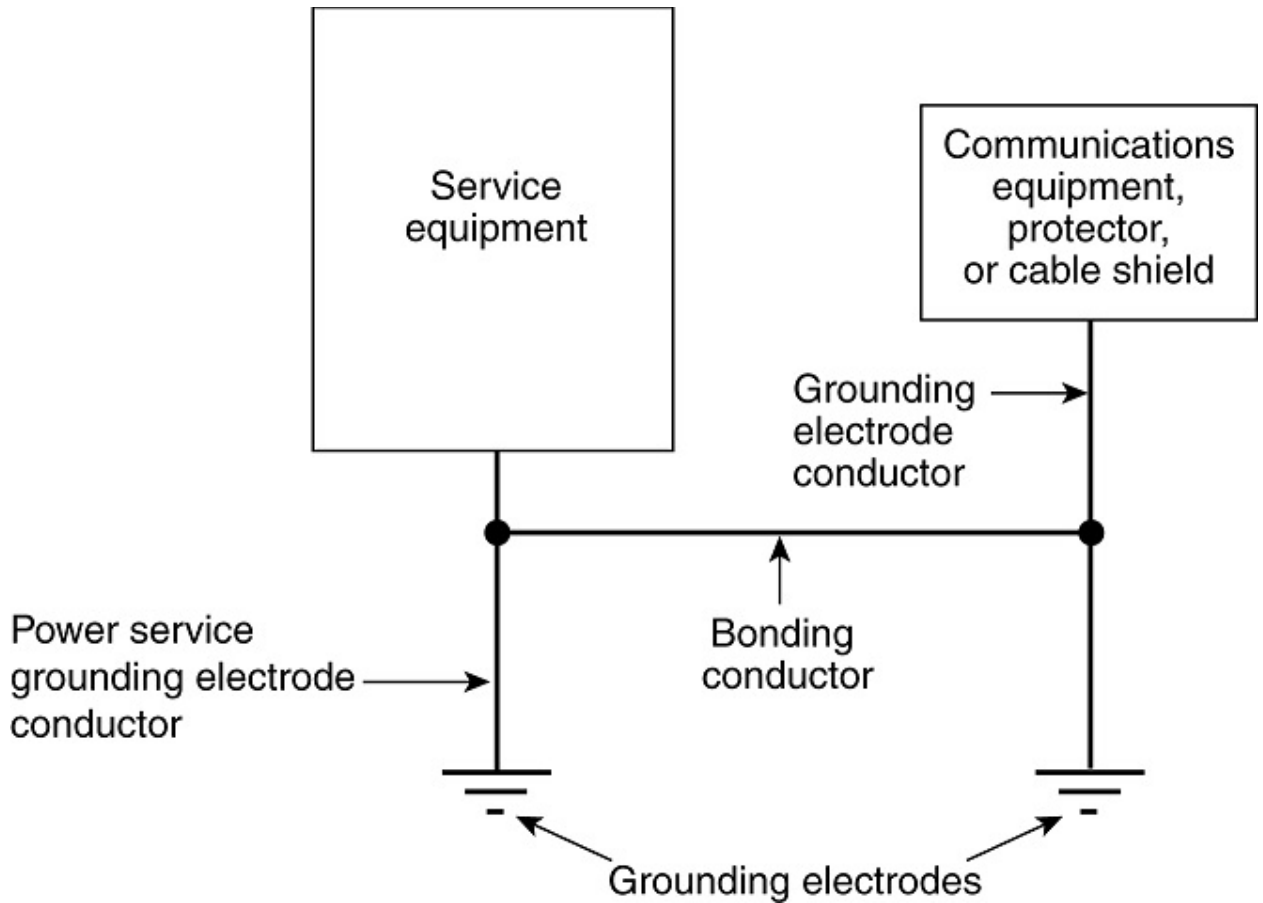 Service
equipment
Communications
equipment,
protector,
or cable shield
Grounding
electrode
conductor
Bonding
conductor
Power service
grounding electrode
conductor
Grounding electrodes